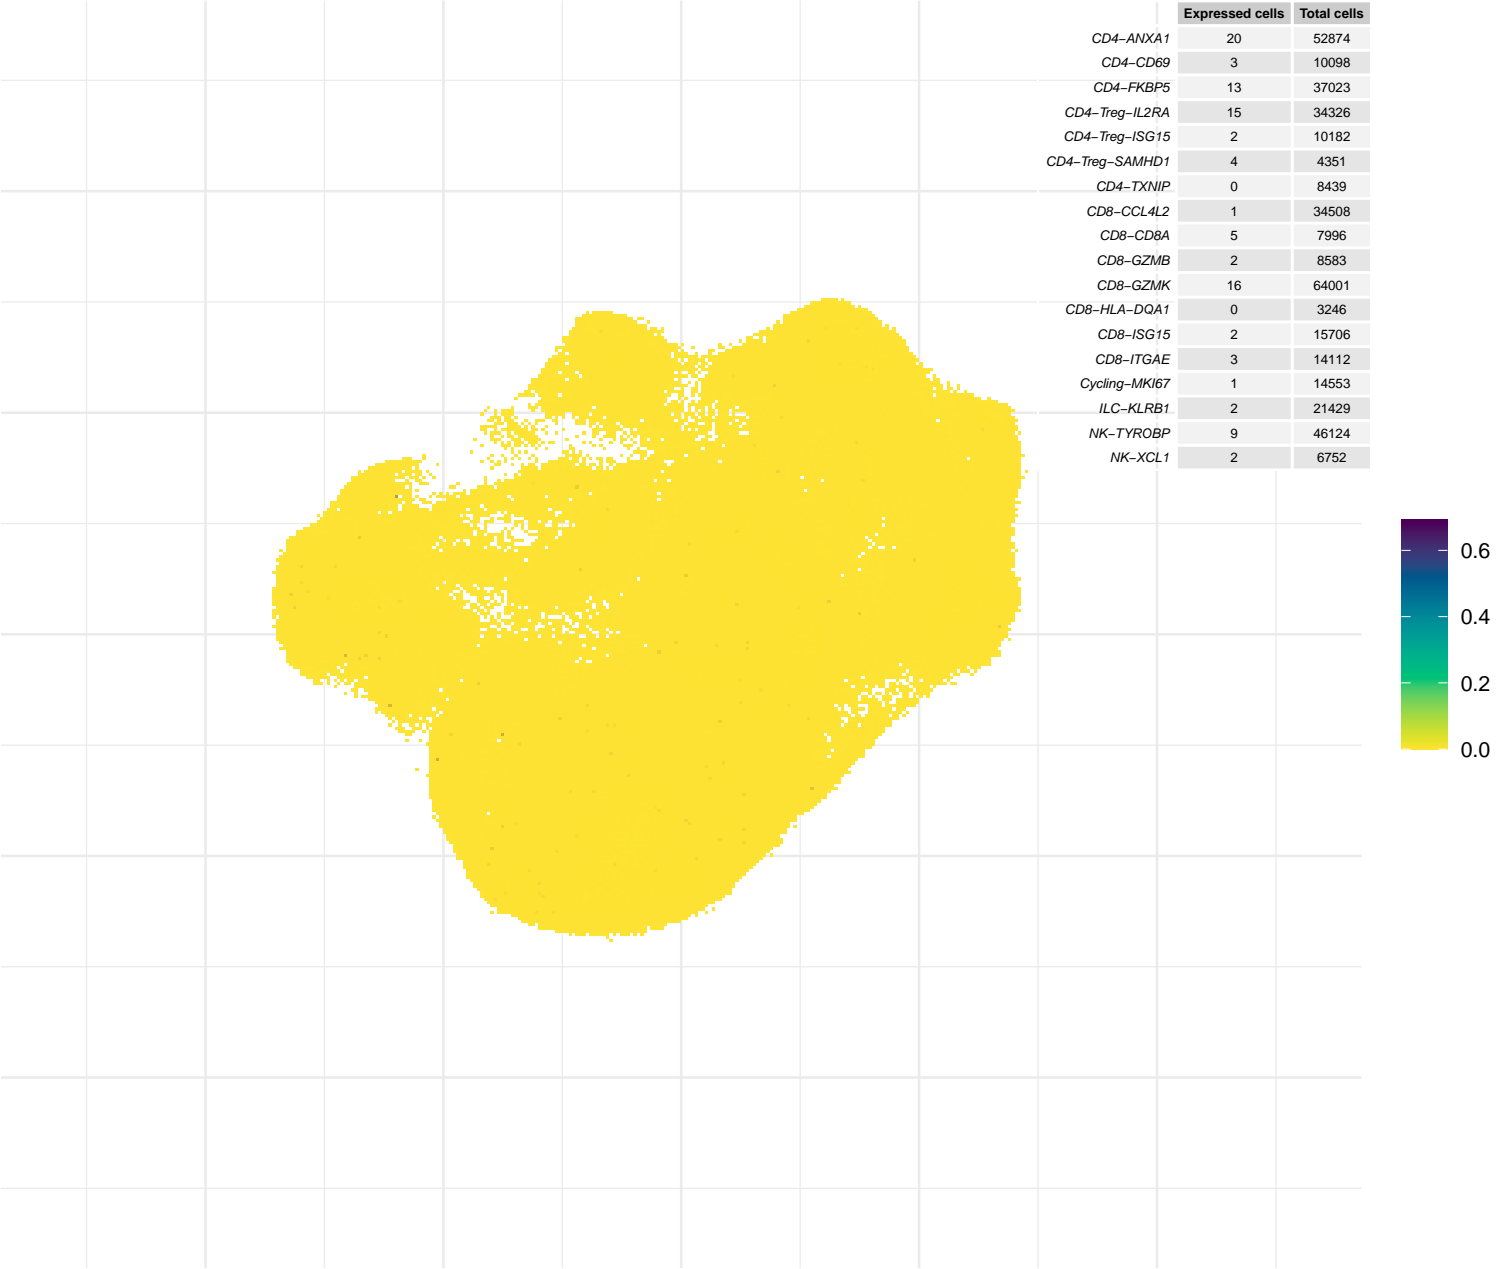 Expressed cells Total cells
CD4−ANXA1 20 52874
CD4−CD69 3 10098
CD4−FKBP5 13 37023
CD4−Treg−IL2RA 15 34326
CD4−Treg−ISG15 2 10182
CD4−Treg−SAMHD1 4 4351
CD4−TXNIP 0 8439
CD8−CCL4L2 1 34508
CD8−CD8A 5 7996
CD8−GZMB 2 8583
CD8−GZMK 16 64001
CD8−HLA−DQA1 0 3246
CD8−ISG15 2 15706
CD8−ITGAE 3 14112
Cycling−MKI67 1 14553
ILC−KLRB1 2 21429
NK−TYROBP 9 46124
NK−XCL1 2 6752
0.6
0.4
0.2
0.0